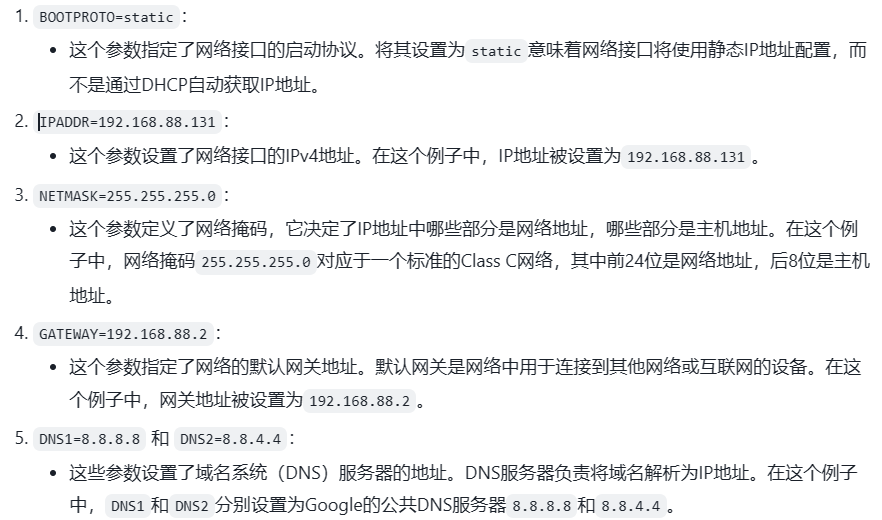 1. BOOTPROTO=static：
• 这个参数指定了网络接口的启动协议。将其设置为 static 意味着网络接口将使用静态IP地址配置，而
不是通过DHCP自动获取IP地址。
2. IPADDR=192.168.88.131：
• 这个参数设置了网络接口的IPv4地址。在这个例子中，IP地址被设置为 192.168.88.131 。
3. NETMASK=255.255.255.0：
• 这个参数定义了网络掩码，它决定了IP地址中哪些部分是网络地址，哪些部分是主机地址。在这个例
子中，网络掩码 255.255.255.0 对应于一个标准的Class C网络，其中前24位是网络地址，后8位是主机
地址。
4. GATEWAY=192.168.88.2：
• 这个参数指定了网络的默认网关地址。默认网关是网络中用于连接到其他网络或互联网的设备。在这
个例子中，网关地址被设置为 192.168.88.2 。
5. DNS1=8.8.8.8 和 DNS2=8.8.4.4：
• 这些参数设置了域名系统（DNS）服务器的地址。DNS服务器负责将域名解析为IP地址。在这个例子
中， DNS1 和 DNS2 分别设置为Google的公共DNS服务器 8.8.8.8 和 8.8.4.4 。